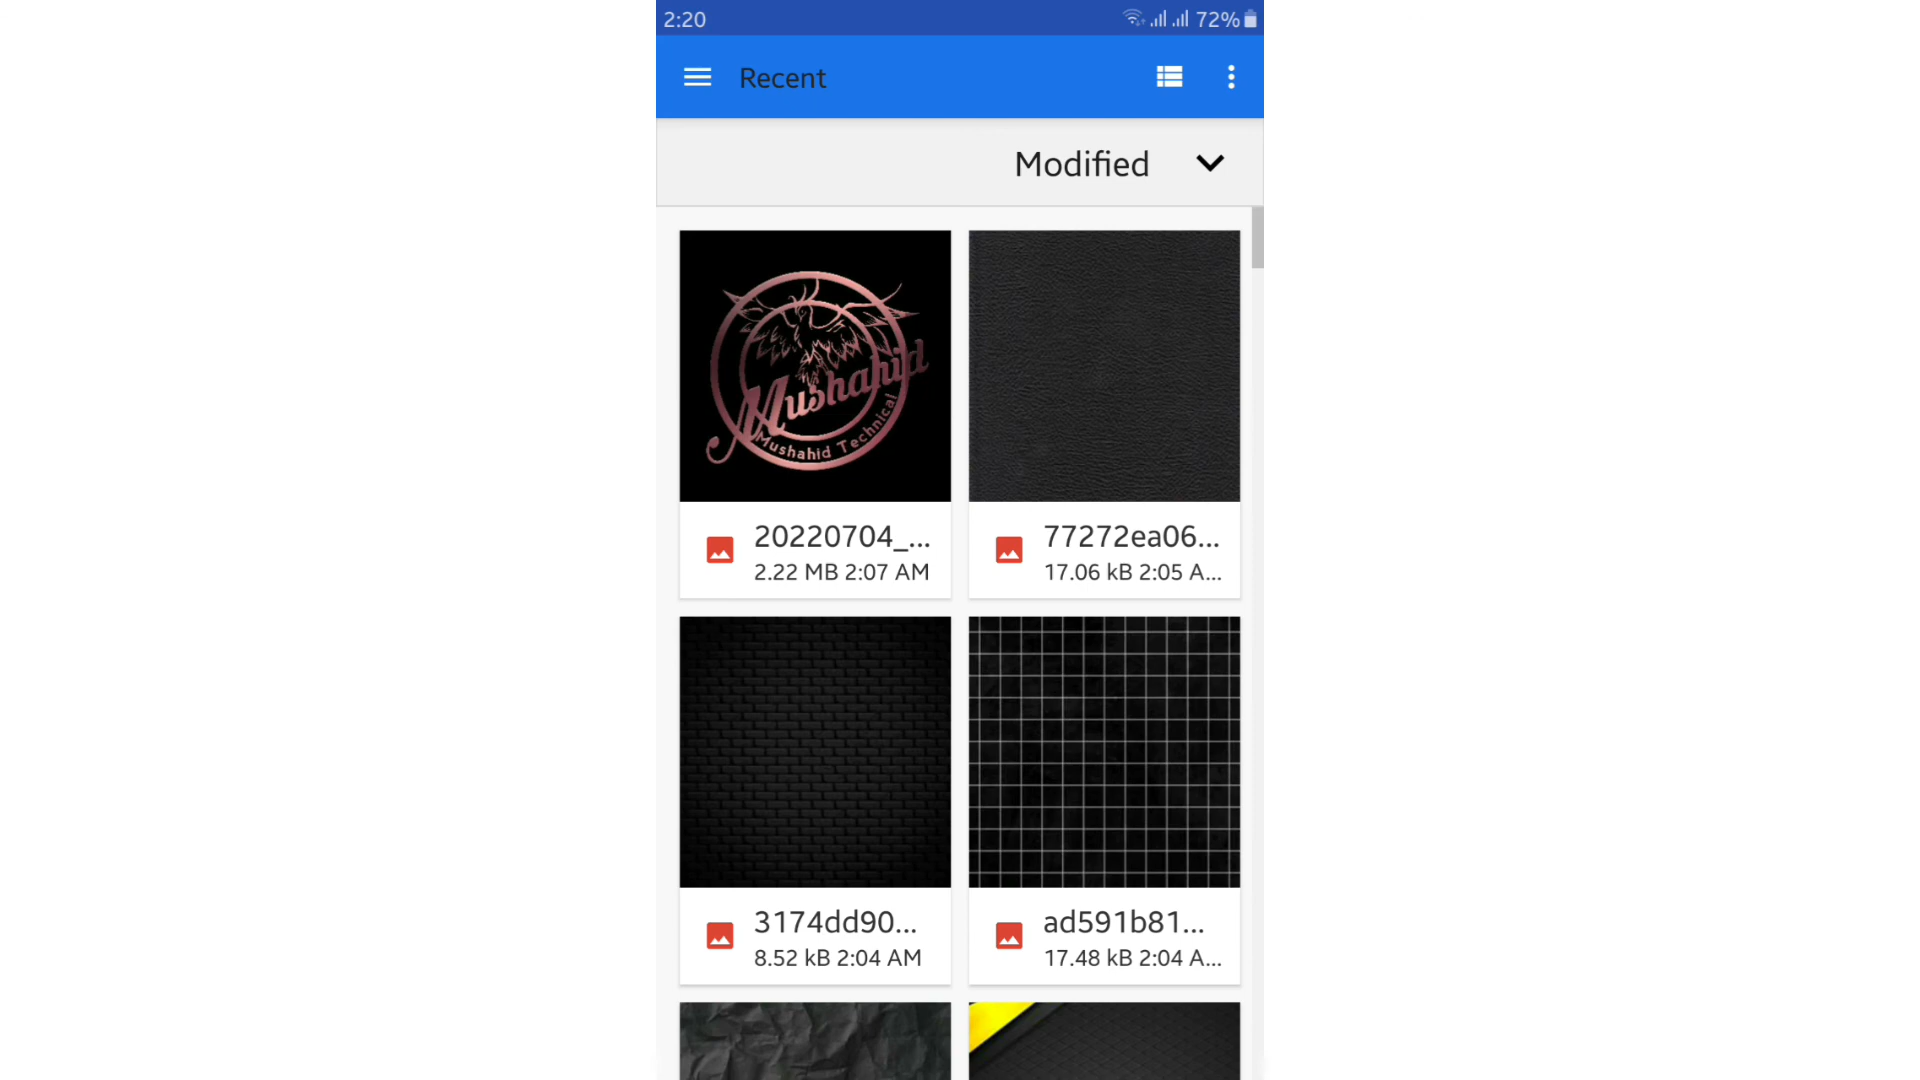 2:20
72%
Recent
Modified
Mushahid
Mushahid Technical
20220704_...
2.22 MB 2:07 AM
77272ea06...
17.06 kB 2:05 A...
3174dd90...
8.52 kB 2:04 AM
ad591b81...
17.48 kB 2:04 A...